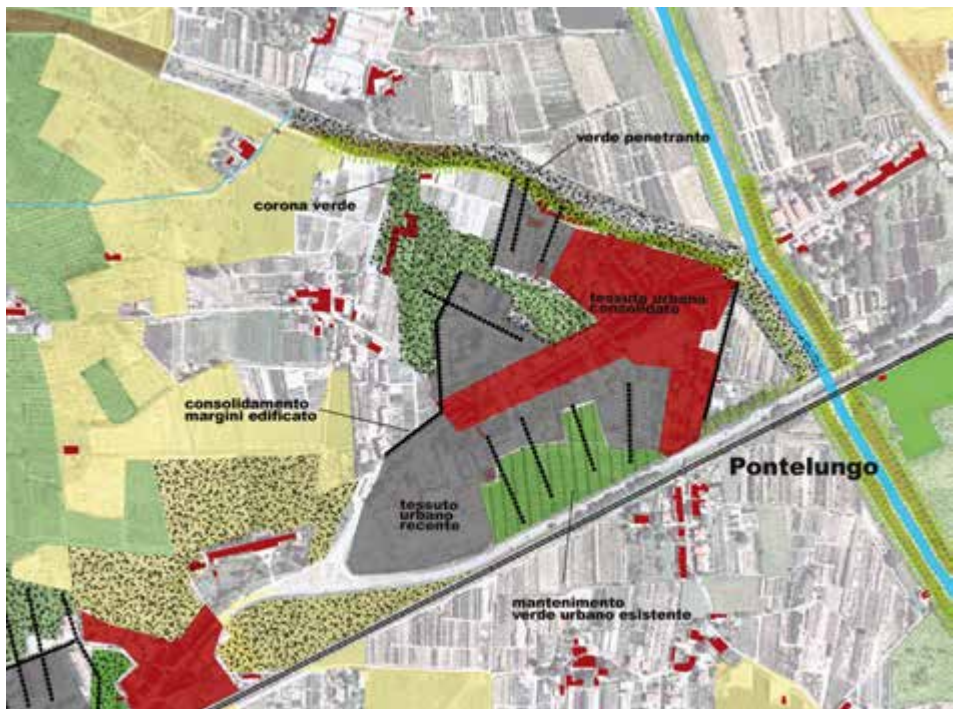 verde penetrante
corona verde
tessuto urbano
consolidato
consolidamento
margini edificato
Pontelungo
tessuto
urbano
recente
mantenimento
verde urbano esistente